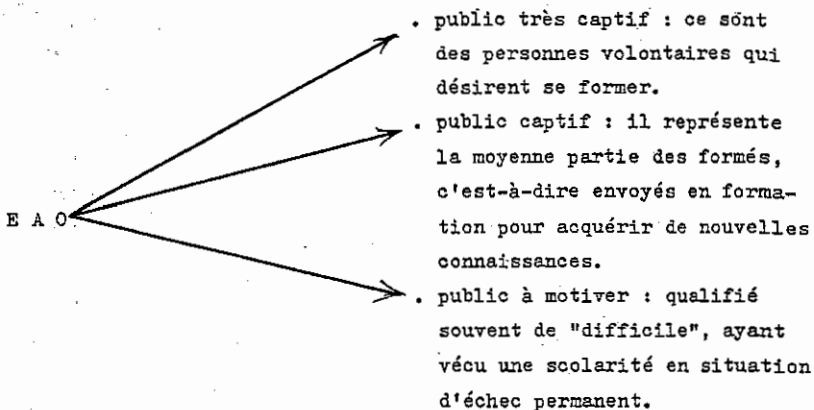 . public très captif : ce sont
des personnes volontaires qui
désirent se former.
. public captif : il représente
la moyenne partie des formés,
c'est-à-dire envoyés en forma-
E A O
tion pour acquérir de nouvelles
connaissances.
. public à motiver : qualifié
souvent de "difficile", ayant
vécu une scolarité en situation
d'échec permanent.